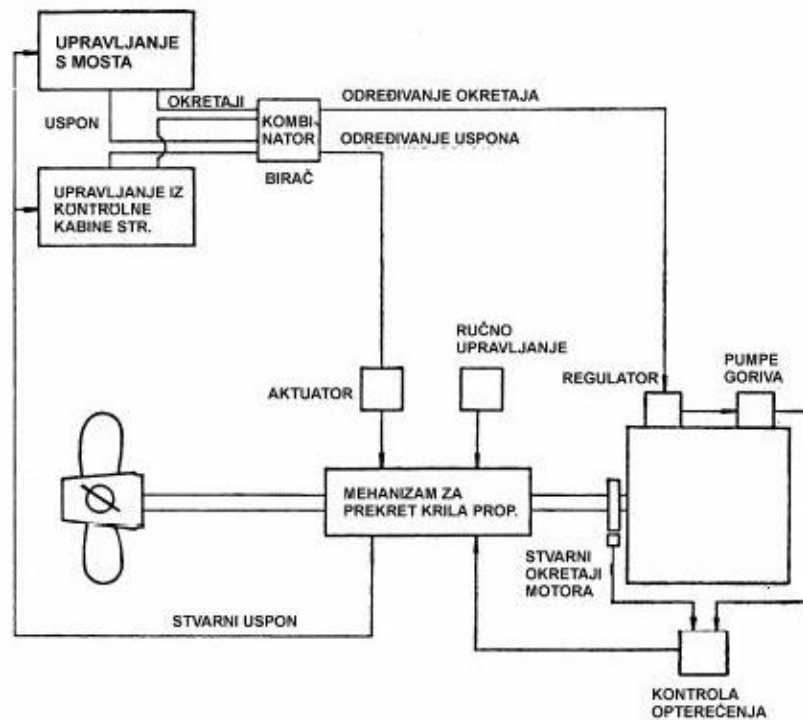 UPRAVLJANJE
S MOSTA
OKRETAJI
USPON
KOMBI-
NATOR
BIRAČ
ODREĐIVANJE OKRETAJA
ODREĐIVANJE USPONA
UPRAVLJANJE IZ
KONTROLNE
KABINE STR.
AKTUATOR
RUČNO
UPRAVLJANJE
REGULATOR
PUMPE
GORIVA
MEHANIZAM ZA
PREKRET KRILA PROP.
STVARNI
OKRETAJI
MOTORA
STVARNI USPON
KONTROLA
OPTEREČENJA